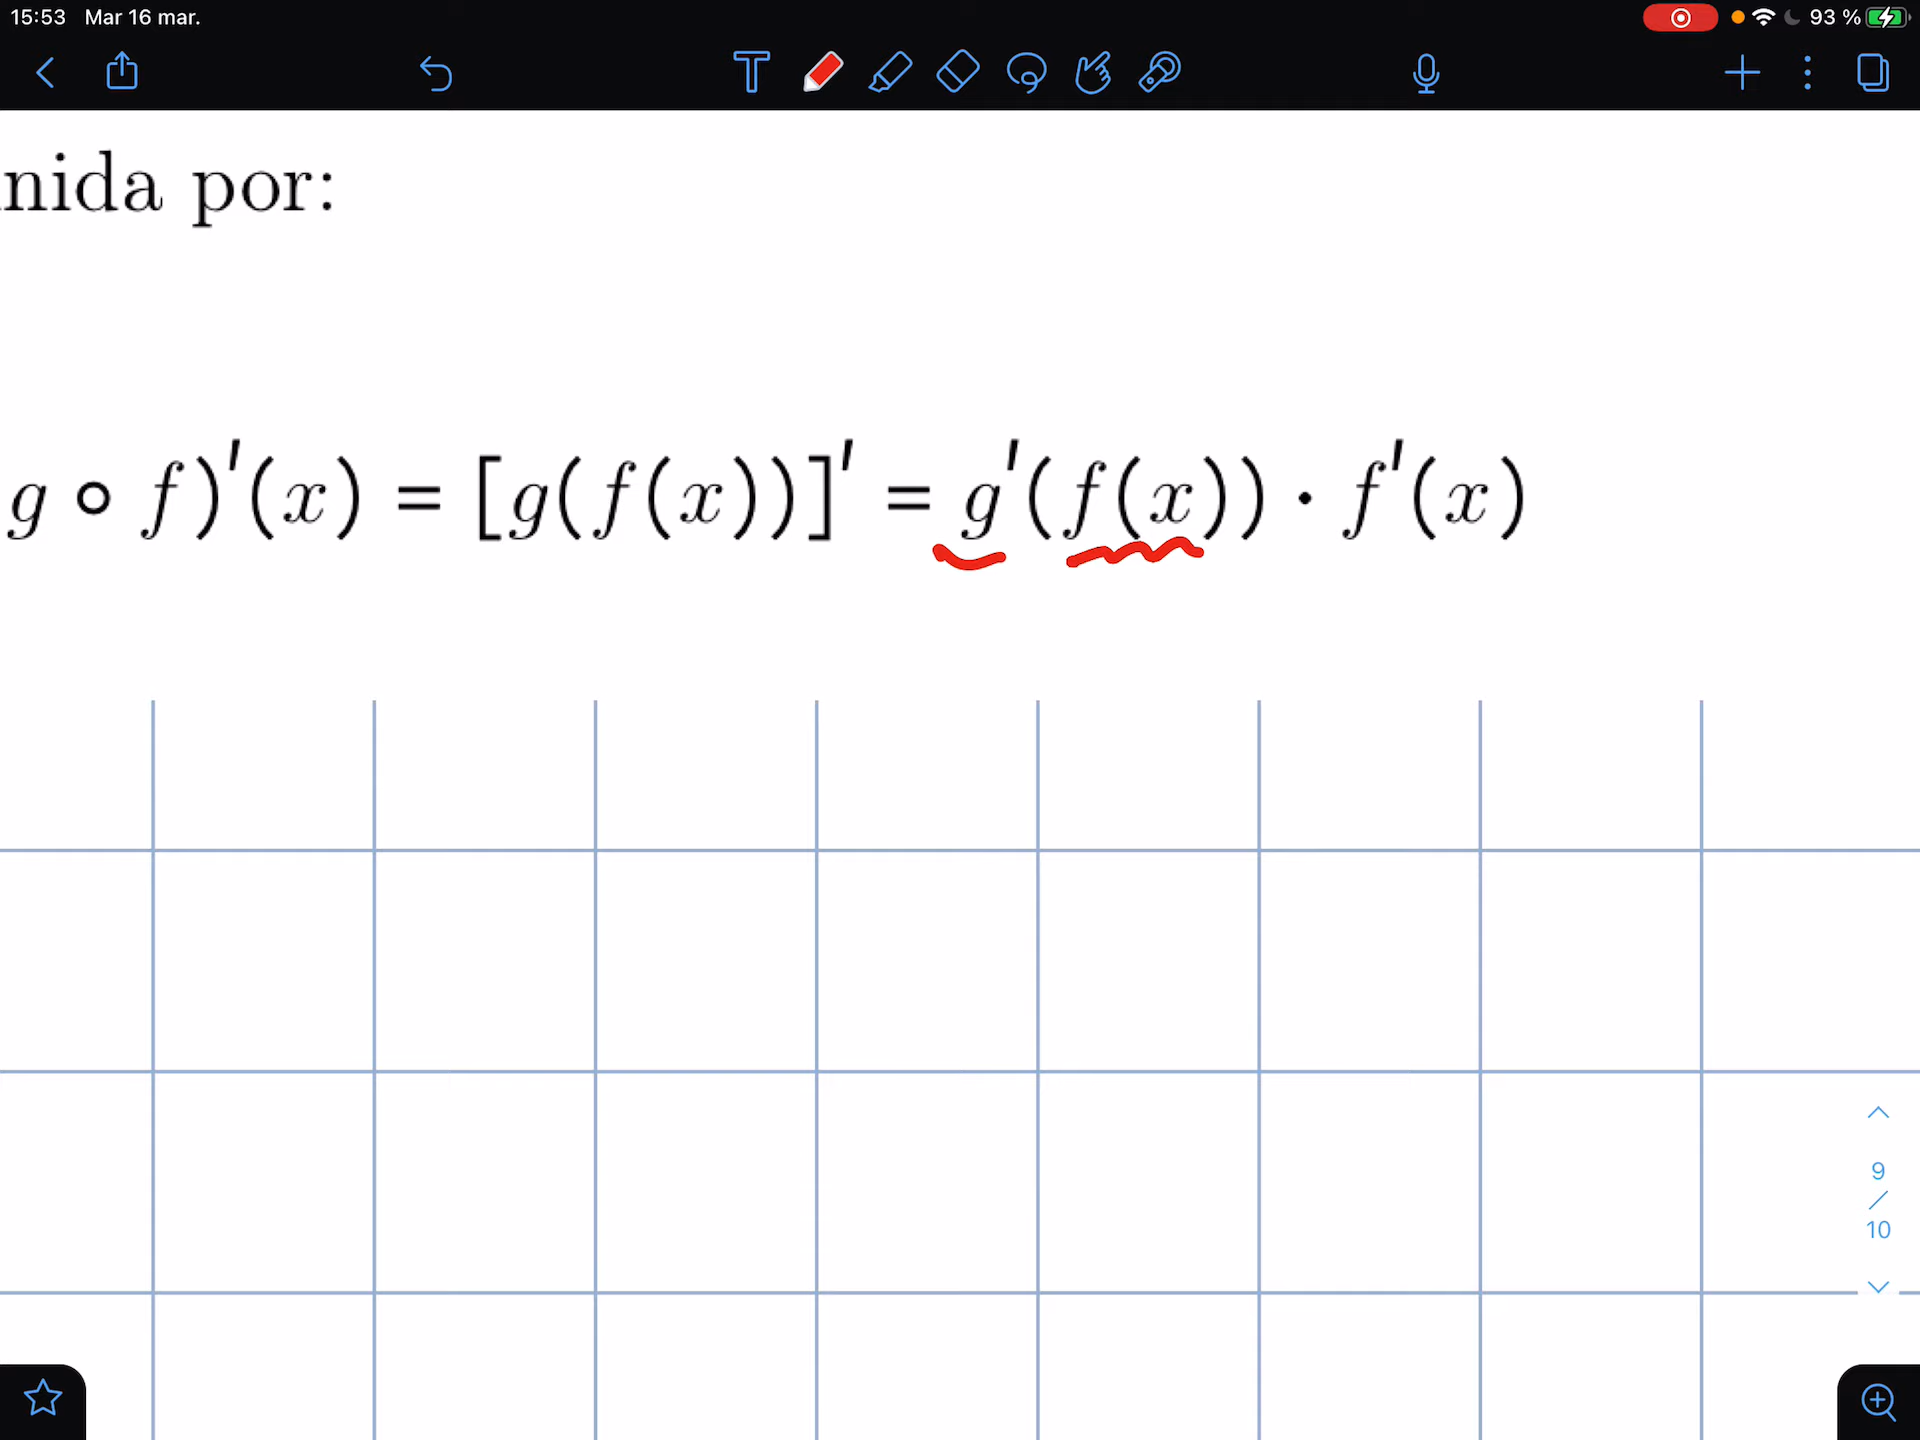 15:53 Mar 16 mar. 93 %
nida por:
g ∘ f)′(x) = [g(f(x))]′ = g′(f(x)) · f′(x)
9
/
10